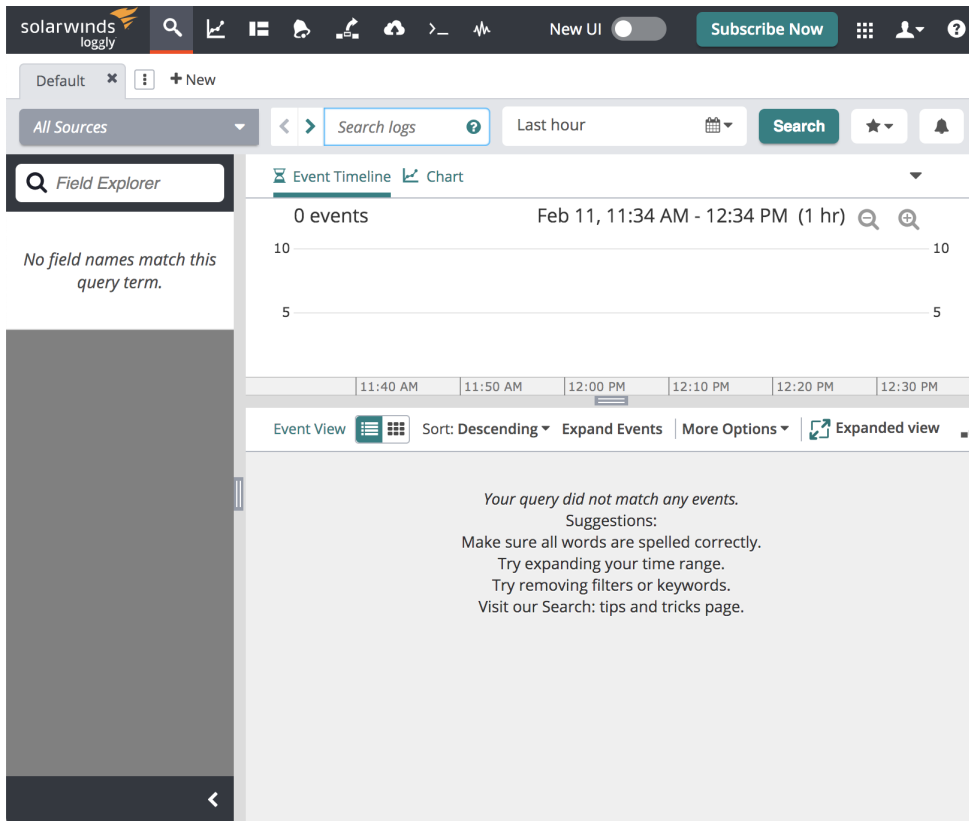 solarwinds
loggly
New UI
Subscribe Now
Default
New
All Sources
Search logs
Last hour
Search
Field Explorer
No field names match this
query term.
Event Timeline
Chart
0 events
Feb 11, 11:34 AM - 12:34 PM (1 hr)
10 10
5 5
11:40 AM 11:50 AM 12:00 PM 12:10 PM 12:20 PM 12:30 PM
Event View
Sort: Descending
Expand Events
More Options
Expanded view
Your query did not match any events.
Suggestions:
Make sure all words are spelled correctly.
Try expanding your time range.
Try removing filters or keywords.
Visit our Search: tips and tricks page.